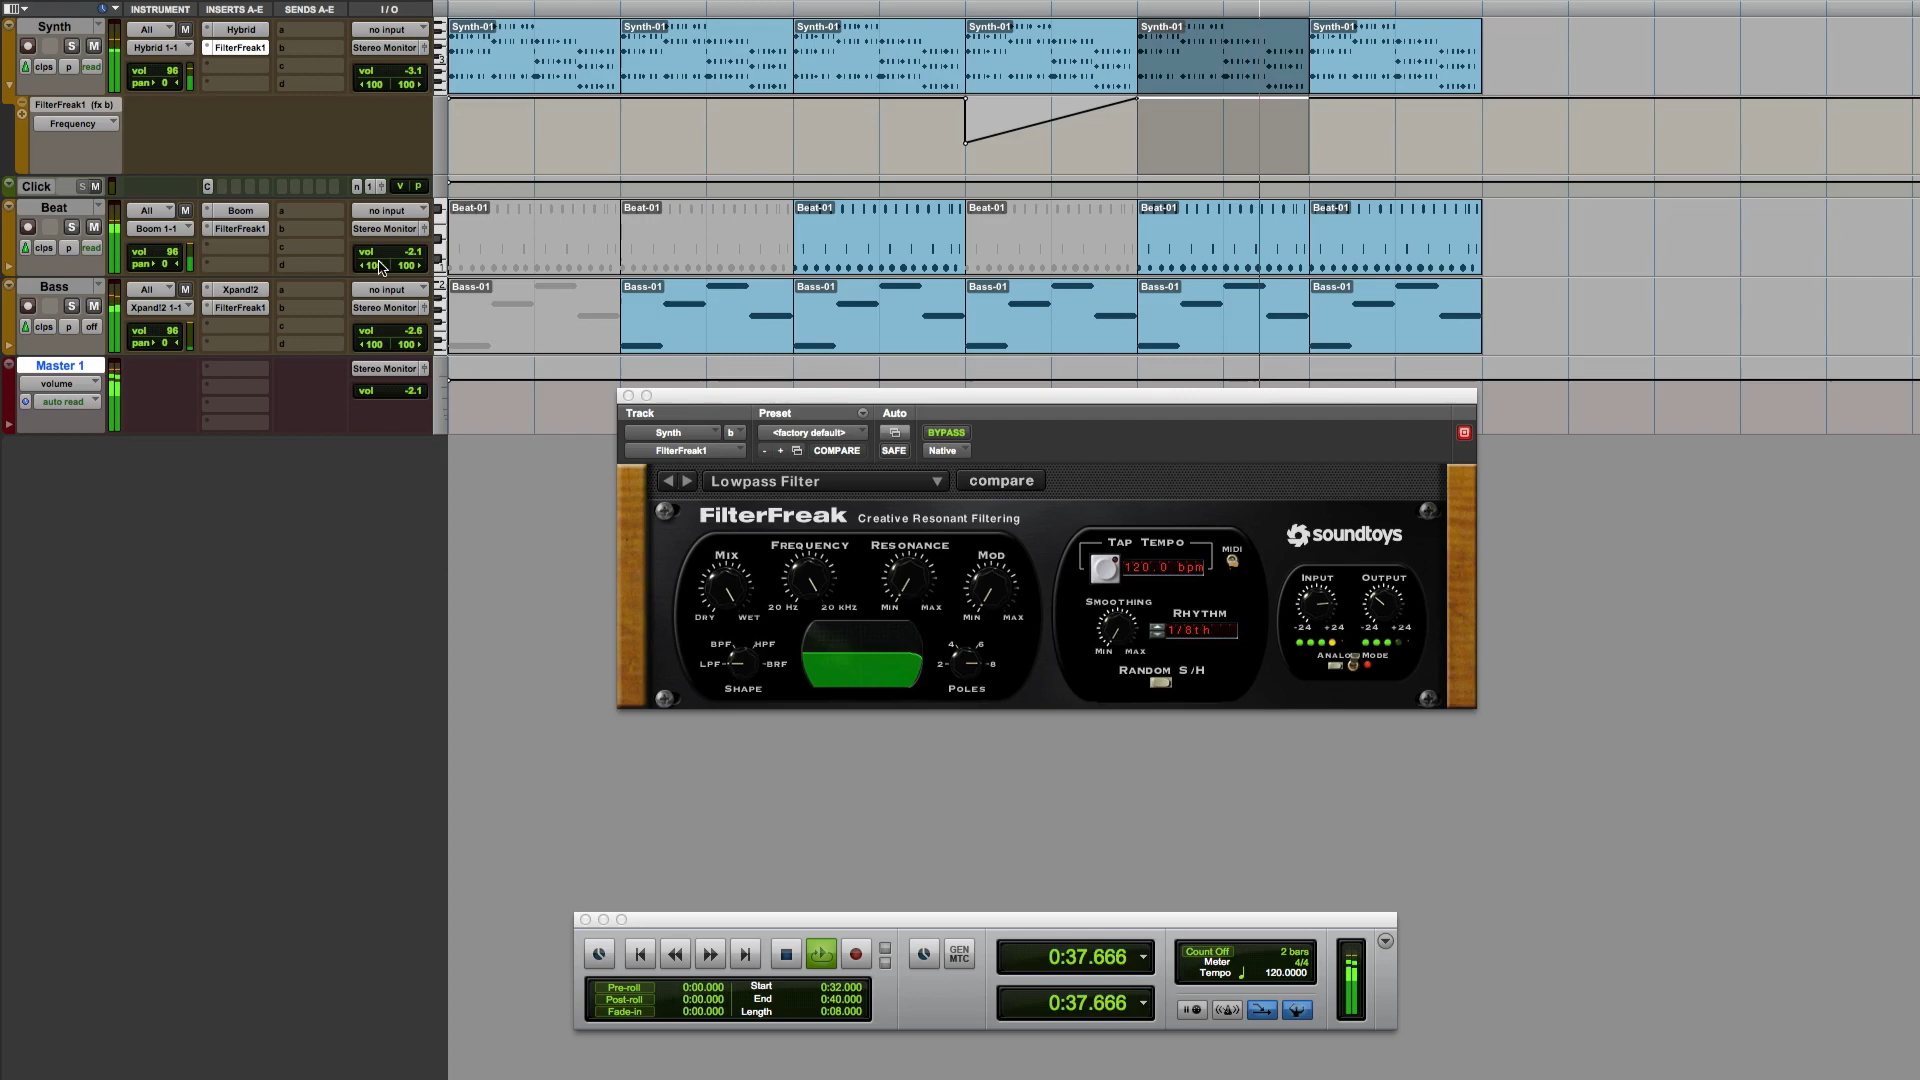 INSTRUMENT INSERTS A-E SENDS A-E I / O
Synth All M Hybrid a no input
S M Hybrid 1-1 FilterFreak1 b Stereo Monitor
clps p read vol 96 c vol -3.1
pan 0 d 100 100
Synth-01 Synth-01 Synth-01 Synth-01 Synth-01 Synth-01
FilterFreak1 (fx b)
Frequency
Click S M C n 1 v p
Beat All M Boom a no input
S M Boom 1-1 FilterFreak1 b Stereo Monitor
clps p read vol 96 c vol -2.1
pan 0 d 100 100
Beat-01 Beat-01 Beat-01 Beat-01 Beat-01 Beat-01
Bass All M Xpand!2 a no input
S M Xpand!2 1-1 FilterFreak1 b Stereo Monitor
clps p off vol 96 c vol -2.6
pan 0 d 100 100
Bass-01 Bass-01 Bass-01 Bass-01 Bass-01 Bass-01
Master 1 Stereo Monitor
volume vol -2.1
auto read
Track Preset Auto
Synth b <factory default> BYPASS
FilterFreak1 - + COMPARE SAFE Native
Lowpass Filter compare
FilterFreak Creative Resonant Filtering
soundtoys
MIX FREQUENCY RESONANCE MOD
20 HZ 20 KHZ MIN MAX
DRY WET MIN MAX
BPF HPF 4 6
LPF BRF 2 8
SHAPE POLES
TAP TEMPO MIDI
120.0 bpm
SMOOTHING RHYTHM
1/8th
MIN MAX
RANDOM S/H
INPUT OUTPUT
-24 +24 -24 +24
ANALOG MODE
GEN
MTC
0:37.666
0:37.666
Count Off 2 bars
Meter 4/4
Tempo 120.0000
Pre-roll 0:00.000 Start 0:32.000
Post-roll 0:00.000 End 0:40.000
Fade-in 0:00.000 Length 0:08.000